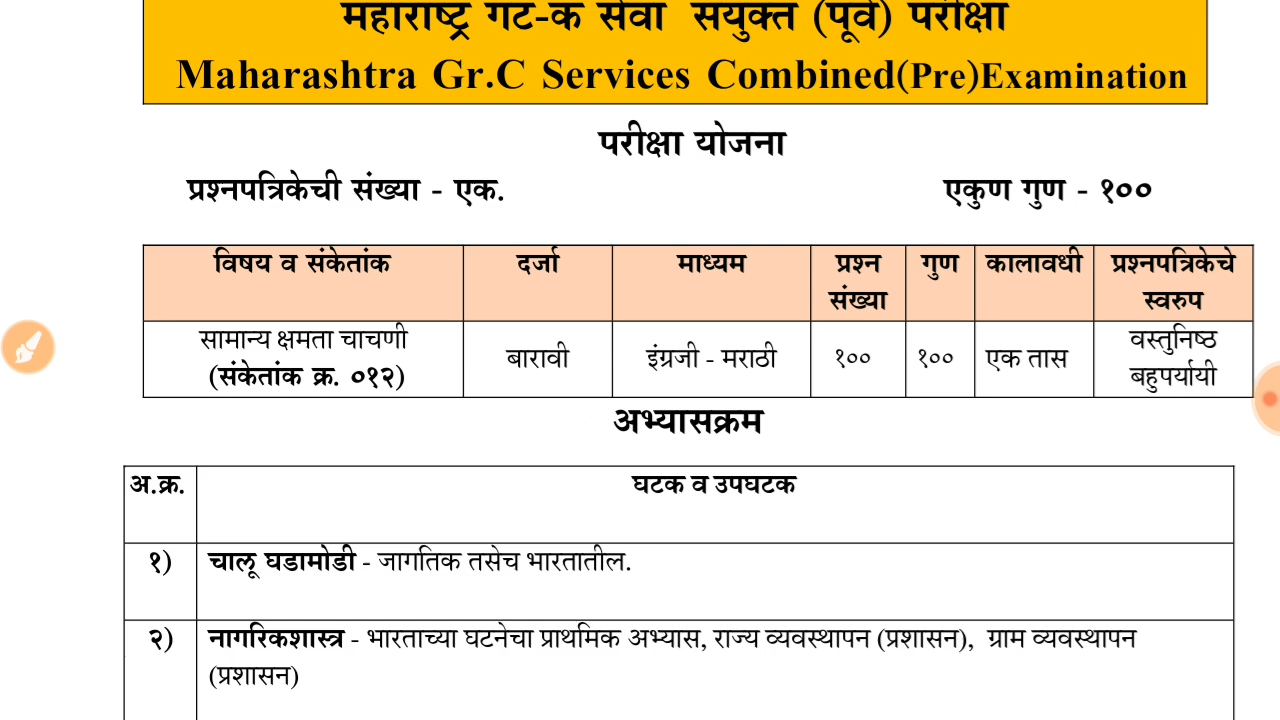 महाराष्ट्र गट-क सेवा संयुक्त (पूर्व) परीक्षा
Maharashtra Gr.C Services Combined(Pre)Examination
परीक्षा योजना
प्रश्नपत्रिकेची संख्या - एक. एकुण गुण - १००
विषय व संकेतांक दर्जा माध्यम प्रश्न संख्या गुण कालावधी प्रश्नपत्रिकेचे स्वरुप
सामान्य क्षमता चाचणी (संकेतांक क्र. ०१२) बारावी इंग्रजी - मराठी १०० १०० एक तास वस्तुनिष्ठ बहुपर्यायी
अभ्यासक्रम
अ.क्र. घटक व उपघटक
१) चालू घडामोडी - जागतिक तसेच भारतातील.
२) नागरिकशास्त्र - भारताच्या घटनेचा प्राथमिक अभ्यास, राज्य व्यवस्थापन (प्रशासन), ग्राम व्यवस्थापन
(प्रशासन)